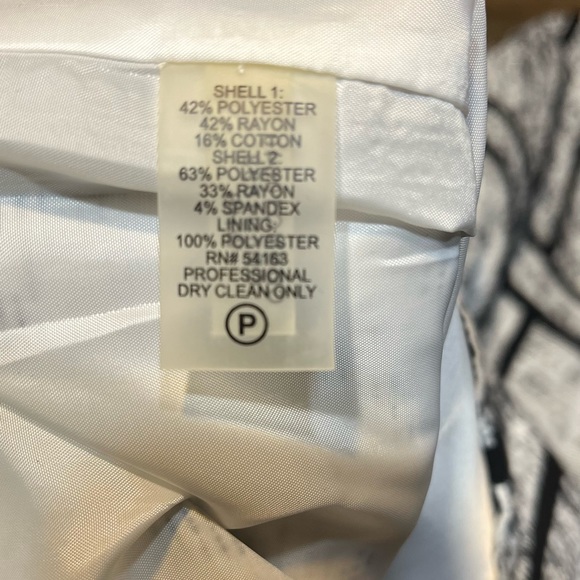 SHELL 1:
42% POLYESTER
42% RAYON
16% COTTON
SHELL 2:
63% POLYESTER
33% RAYON
4% SPANDEX
LINING:
100% POLYESTER
RN# 54163
PROFESSIONAL
DRY CLEAN ONLY
P